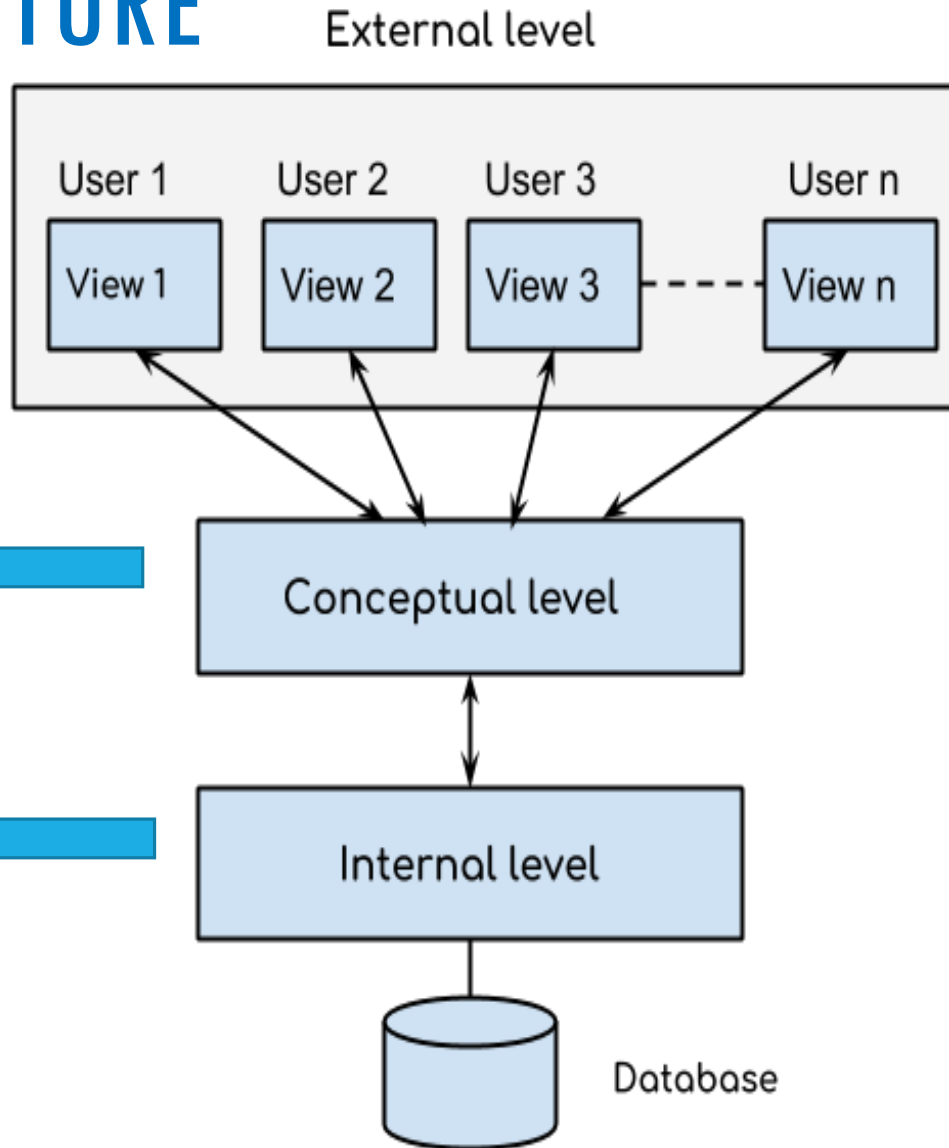 TURE
External level
User 1 User 2 User 3 User n
View 1 View 2 View 3 View n
Conceptual level
Internal level
Database